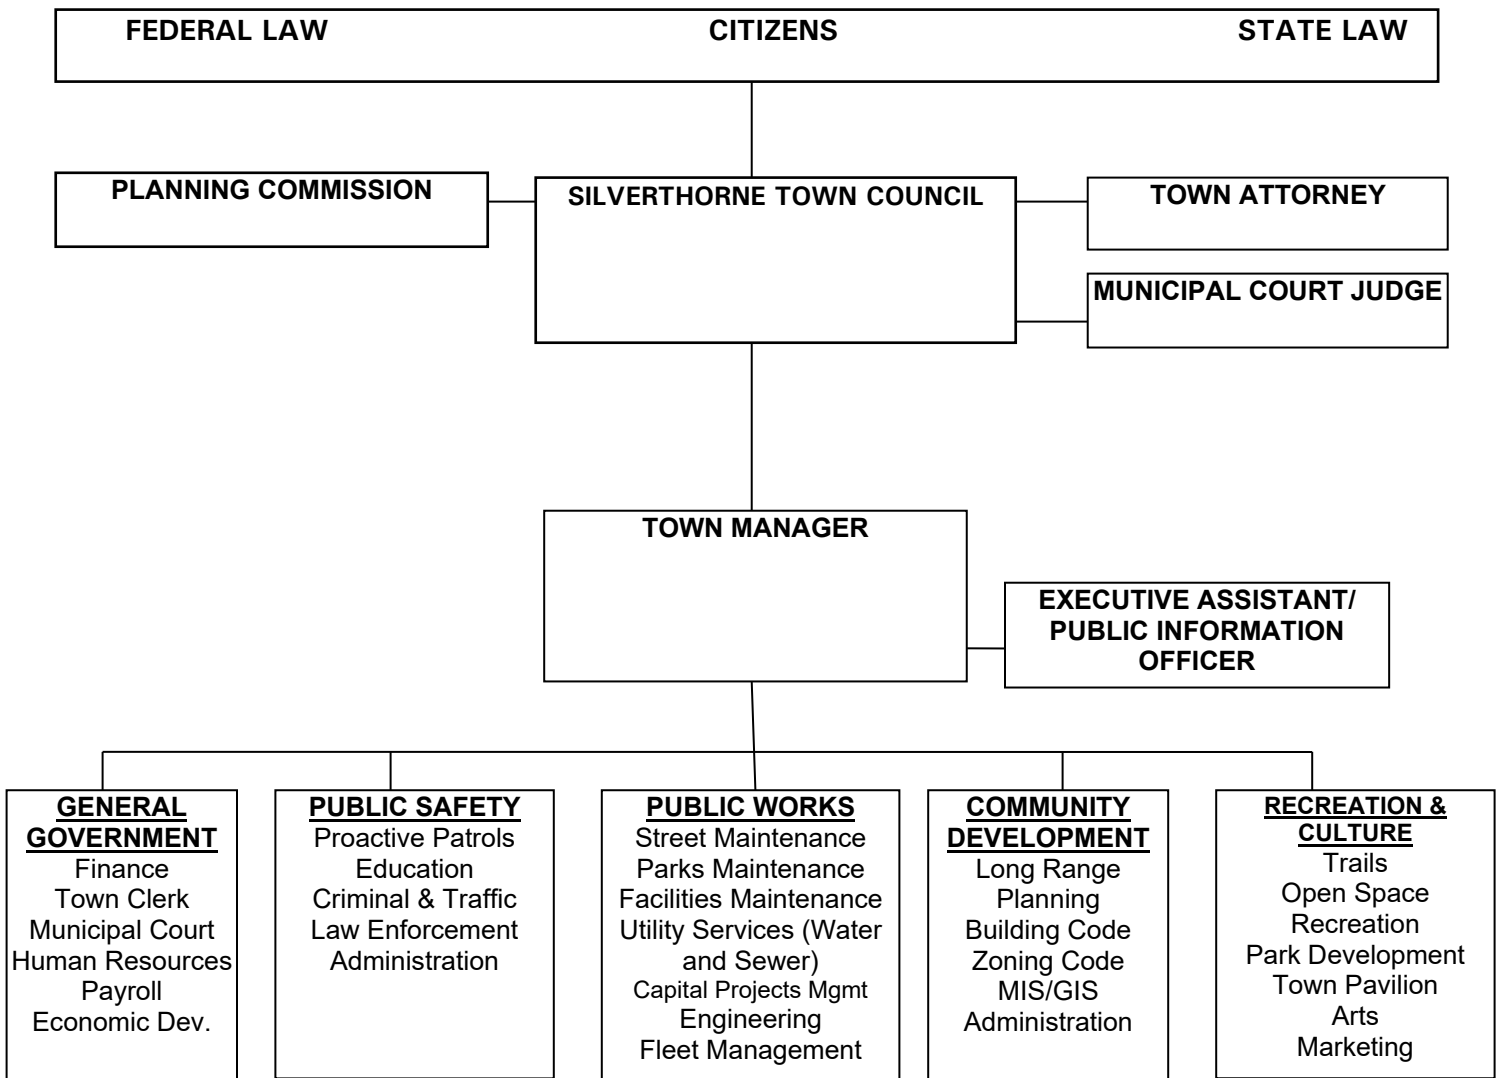 FEDERAL LAW CITIZENS STATE LAW
PLANNING COMMISSION
SILVERTHORNE TOWN COUNCIL
TOWN ATTORNEY
MUNICIPAL COURT JUDGE
TOWN MANAGER
EXECUTIVE ASSISTANT/
PUBLIC INFORMATION
OFFICER
GENERAL
GOVERNMENT
Finance
Town Clerk
Municipal Court
Human Resources
Payroll
Economic Dev.
PUBLIC SAFETY
Proactive Patrols
Education
Criminal & Traffic
Law Enforcement
Administration
PUBLIC WORKS
Street Maintenance
Parks Maintenance
Facilities Maintenance
Utility Services (Water
and Sewer)
Capital Projects Mgmt
Engineering
Fleet Management
COMMUNITY
DEVELOPMENT
Long Range
Planning
Building Code
Zoning Code
MIS/GIS
Administration
RECREATION &
CULTURE
Trails
Open Space
Recreation
Park Development
Town Pavilion
Arts
Marketing